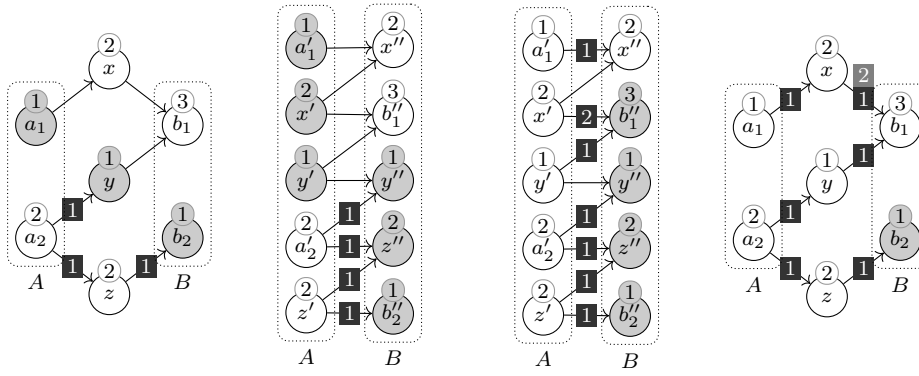 2
x
1 3
a₁ b₁
1
y
2 1 1
a₂ b₂
1 1
2
z
A B
1 2
a′₁ x″
2 3
x′ b″₁
1 1
y′ y″
1
2 2
a′₂ 1 z″
1
2 1
z′ 1 b″₂
A B
1 2
a′₁ 1 x″
2 3
x′ 2 b″₁
1
1 1
y′ y″
1
2 2
a′₂ 1 z″
1
2 1
z′ 1 b″₂
A B
2
x 2
1 1 1 3
a₁ b₁
1 1
y
2 1 1
a₂ b₂
1 1
2
z
A B